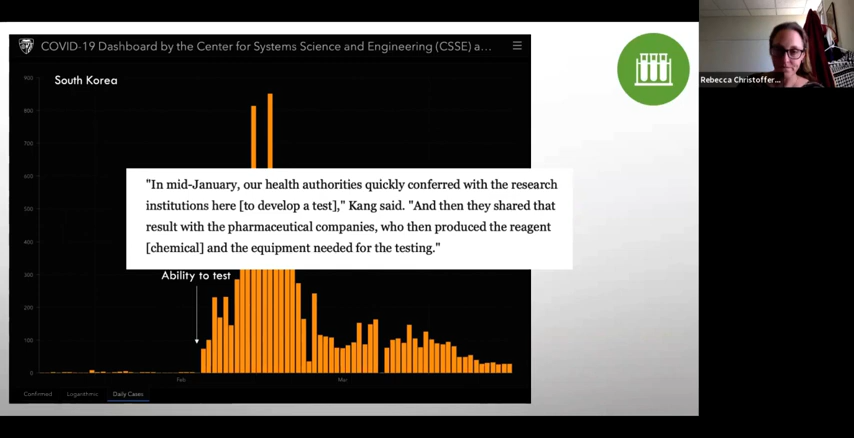 COVID-19 Dashboard by the Center for Systems Science and Engineering (CSSE) a...
South Korea
900
800
700
600
500
400
300
200
100
0
"In mid-January, our health authorities quickly conferred with the research
institutions here [to develop a test]," Kang said. "And then they shared that
result with the pharmaceutical companies, who then produced the reagent
[chemical] and the equipment needed for the testing."
Ability to test
Feb
Mar
Confirmed
Logarithmic
Daily Cases
Rebecca Christoffer...